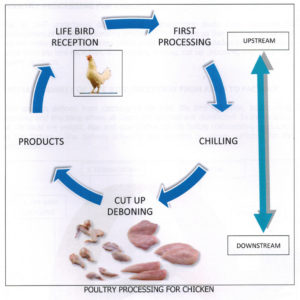 LIFE BIRD
RECEPTION
FIRST
PROCESSING
UPSTREAM
PRODUCTS
CHILLING
CUT UP
DEBONING
DOWNSTREAM
POULTRY PROCESSING FOR CHICKEN